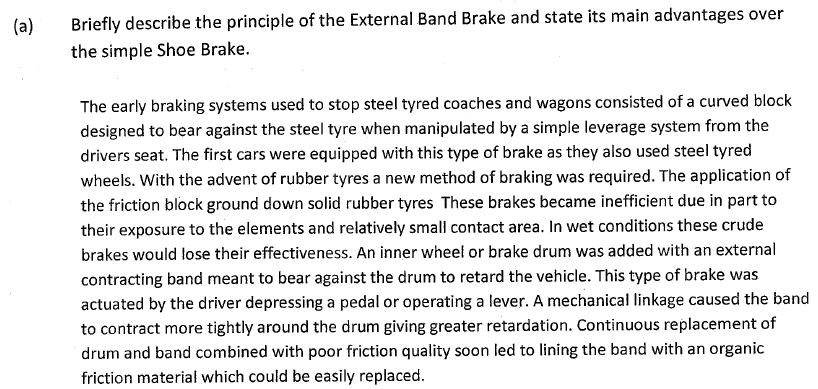 (a) Briefly describe the principle of the External Band Brake and state its main advantages over
the simple Shoe Brake.
The early braking systems used to stop steel tyred coaches and wagons consisted of a curved block
designed to bear against the steel tyre when manipulated by a simple leverage system from the
drivers seat. The first cars were equipped with this type of brake as they also used steel tyred
wheels. With the advent of rubber tyres a new method of braking was required. The application of
the friction block ground down solid rubber tyres These brakes became inefficient due in part to
their exposure to the elements and relatively small contact area. In wet conditions these crude
brakes would lose their effectiveness. An inner wheel or brake drum was added with an external
contracting band meant to bear against the drum to retard the vehicle. This type of brake was
actuated by the driver depressing a pedal or operating a lever. A mechanical linkage caused the band
to contract more tightly around the drum giving greater retardation. Continuous replacement of
drum and band combined with poor friction quality soon led to lining the band with an organic
friction material which could be easily replaced.